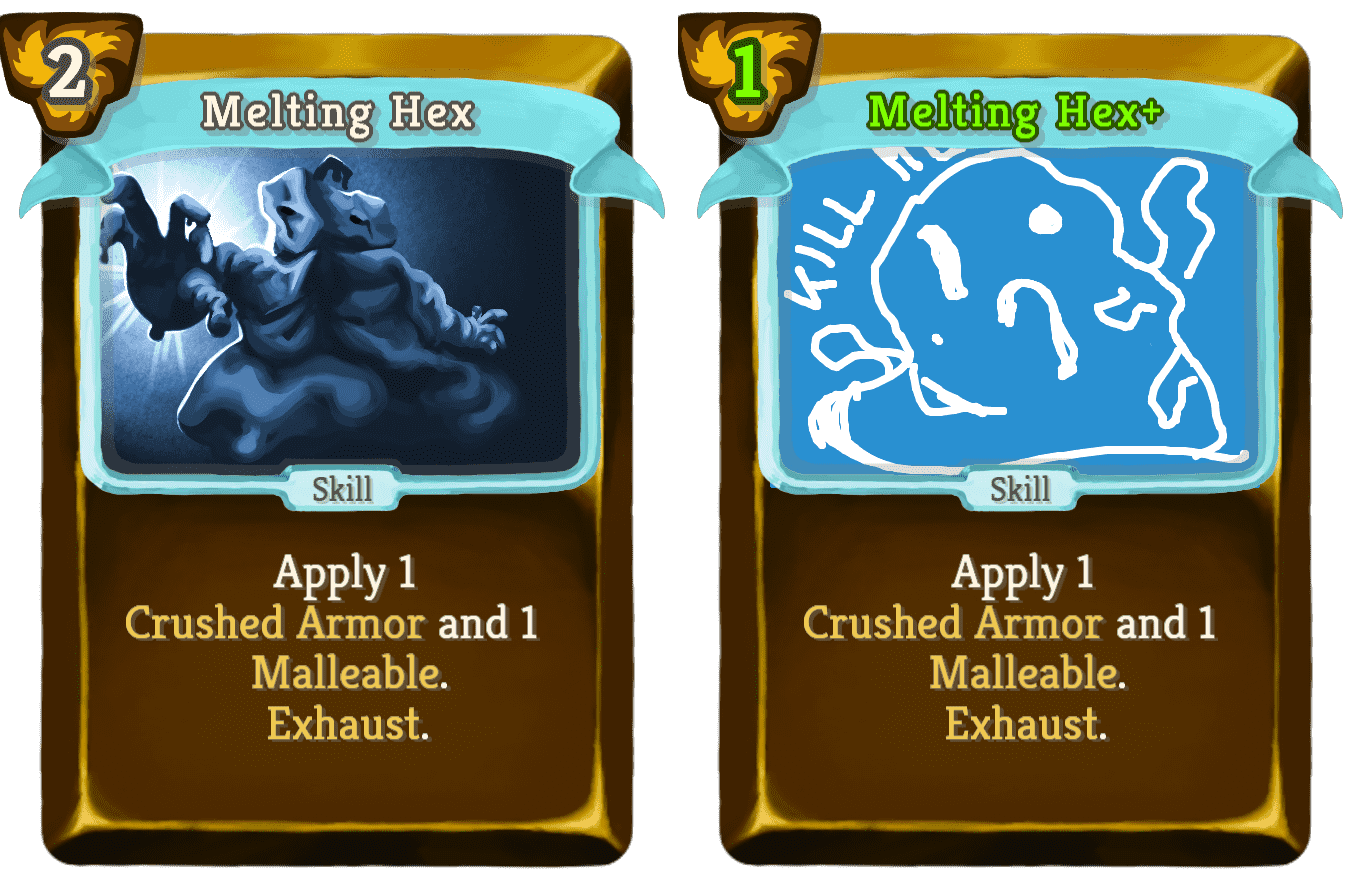 2
Melting Hex
Skill
Apply 1
Crushed Armor and 1
Malleable.
Exhaust.
1
Melting Hex+
KILL
Skill
Apply 1
Crushed Armor and 1
Malleable.
Exhaust.